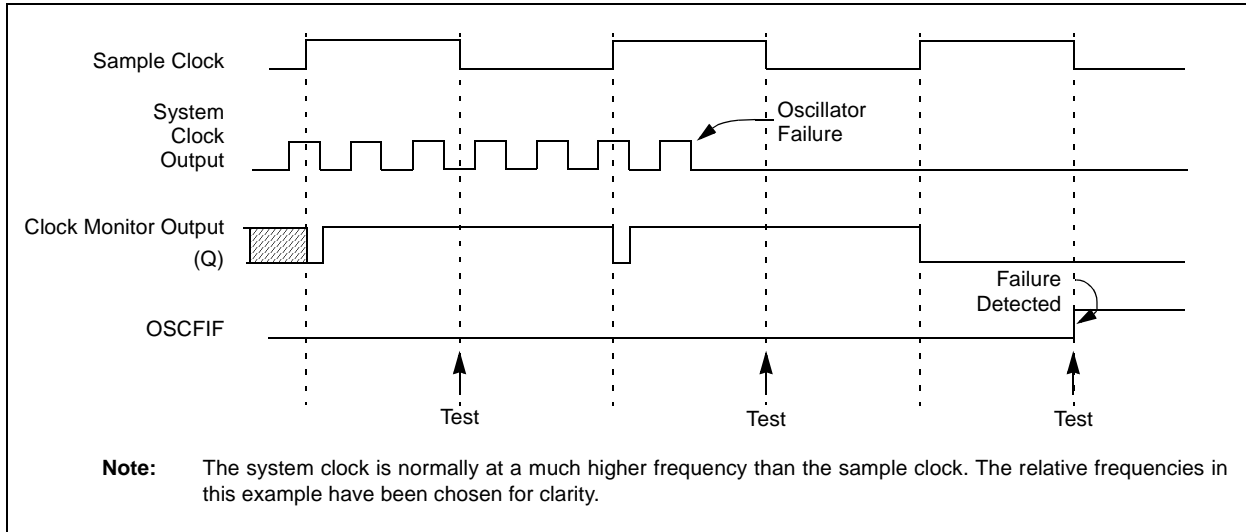 Sample Clock
System
Clock
Output
Oscillator
Failure
Clock Monitor Output
(Q)
Failure
Detected
OSCFIF
Test
Test
Test
Note: The system clock is normally at a much higher frequency than the sample clock. The relative frequencies in
this example have been chosen for clarity.